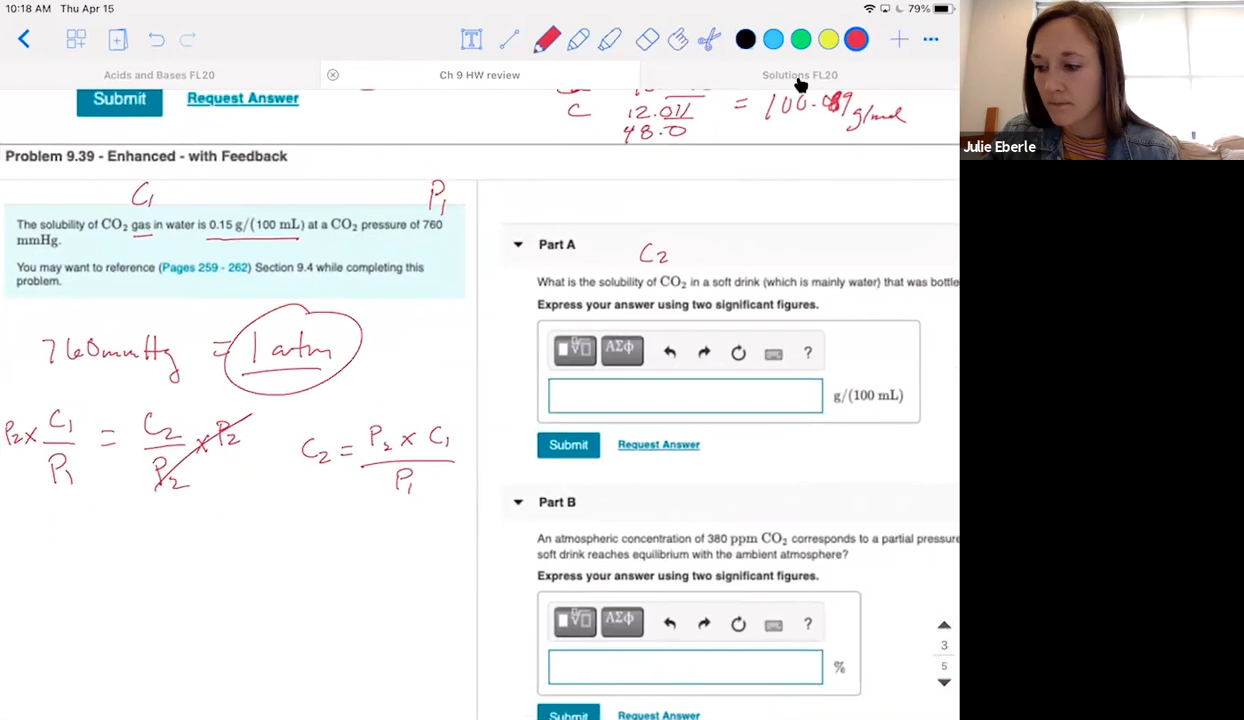 10:18 AM Thu Apr 15
79%
Acids and Bases FL20
Ch 9 HW review
Solutions FL20
Submit
Request Answer
C 12.011 = 100.089 g/mol
48.0
Julie Eberle
Problem 9.39 - Enhanced - with Feedback
C1
P1
The solubility of CO2 gas in water is 0.15 g/(100 mL) at a CO2 pressure of 760
mmHg.
You may want to reference (Pages 259 - 262) Section 9.4 while completing this
problem.
760mmHg = 1 atm
P2 x C1/P1 = C2/P2 x P2
C2 = P2 x C1/P1
Part A
C2
What is the solubility of CO2 in a soft drink (which is mainly water) that was bottle
Express your answer using two significant figures.
ΑΣφ
?
g/(100 mL)
Submit
Request Answer
Part B
An atmospheric concentration of 380 ppm CO2 corresponds to a partial pressure
soft drink reaches equilibrium with the ambient atmosphere?
Express your answer using two significant figures.
ΑΣφ
?
%
3
5
Submit
Request Answer